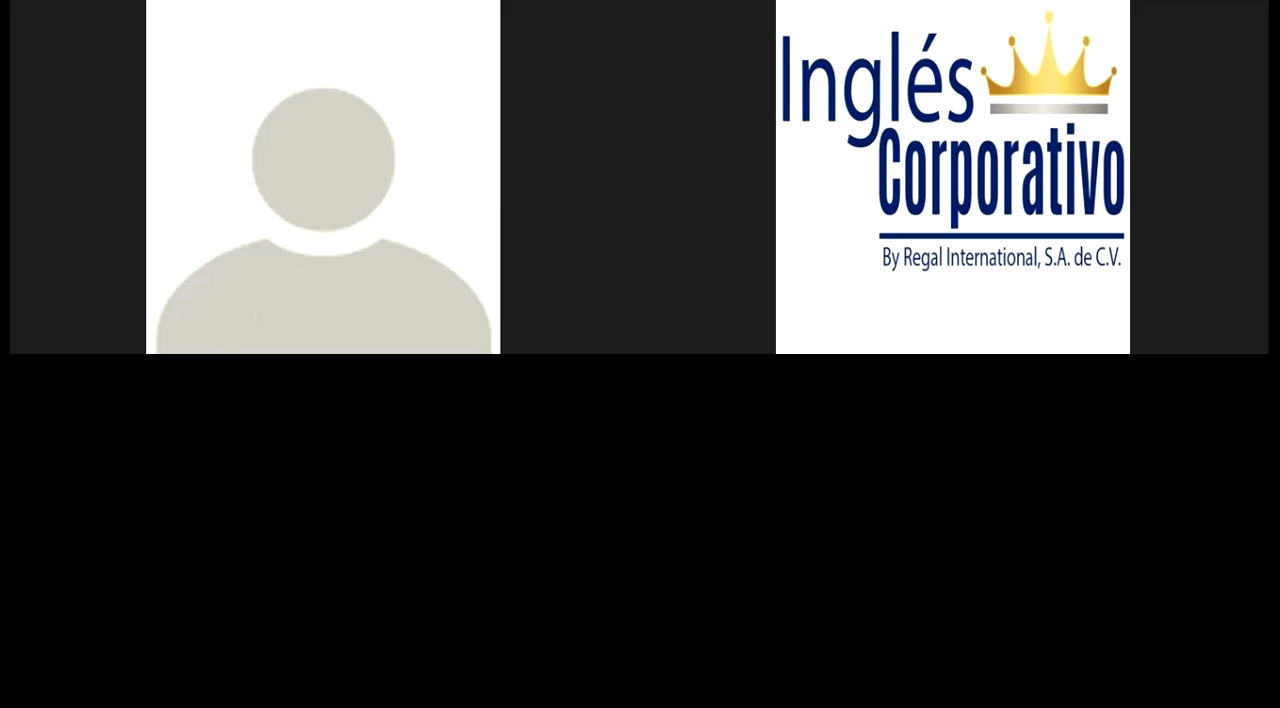 Inglés
Corporativo
By Regal International, S.A. de C.V.